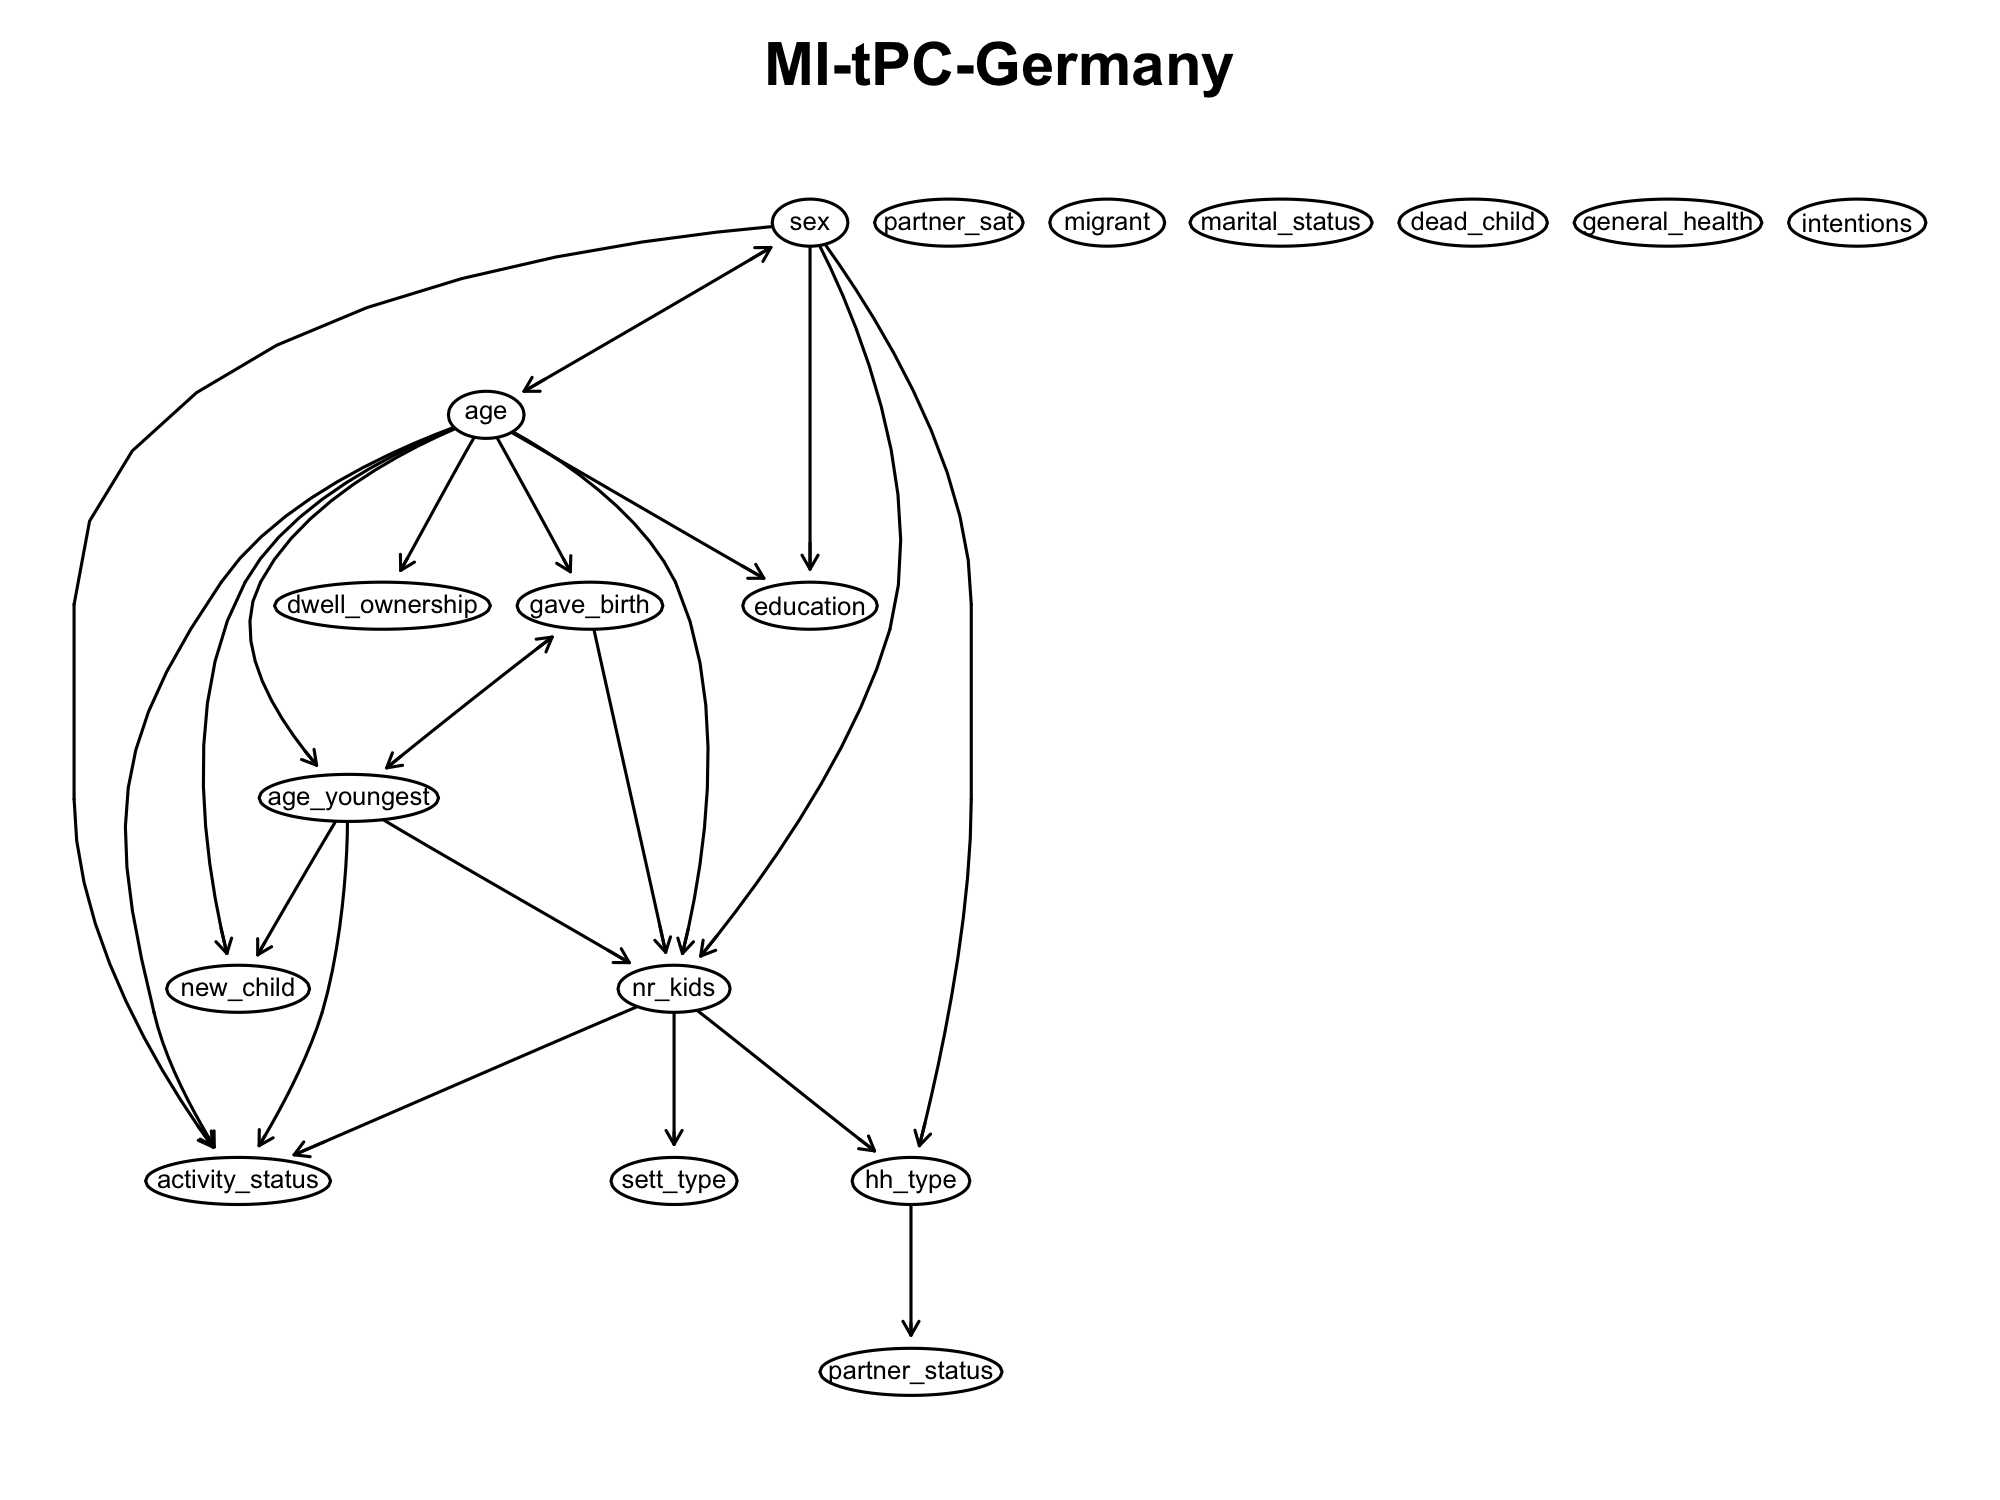 MI-tPC-Germany
sex partner_sat migrant marital_status dead_child general_health intentions
age
dwell_ownership gave_birth education
age_youngest
new_child nr_kids
activity_status sett_type hh_type
partner_status